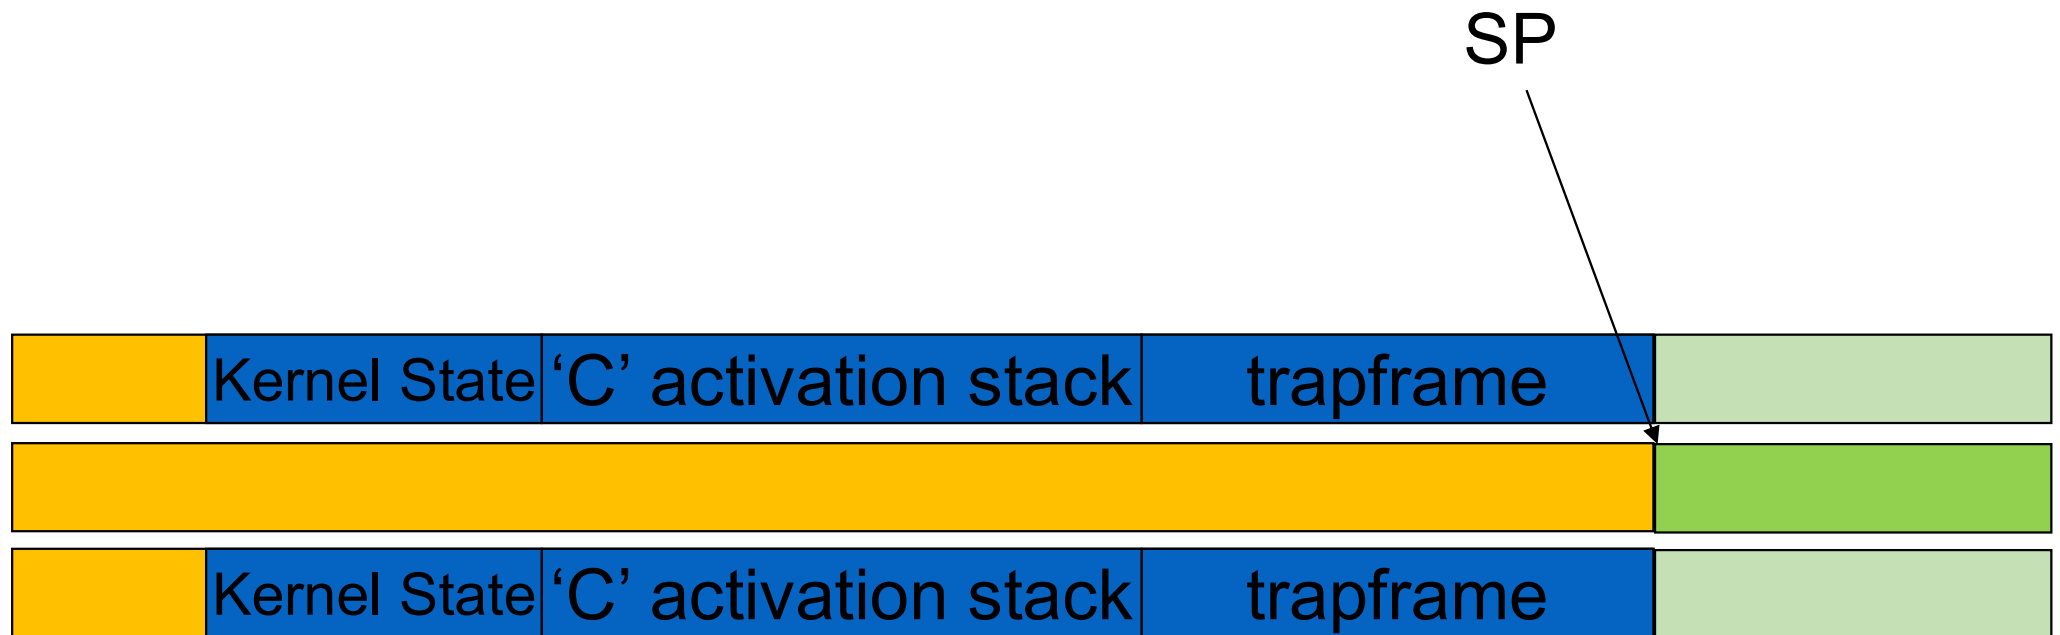 SP
Kernel State ‘C’ activation stack trapframe
Kernel State ‘C’ activation stack trapframe